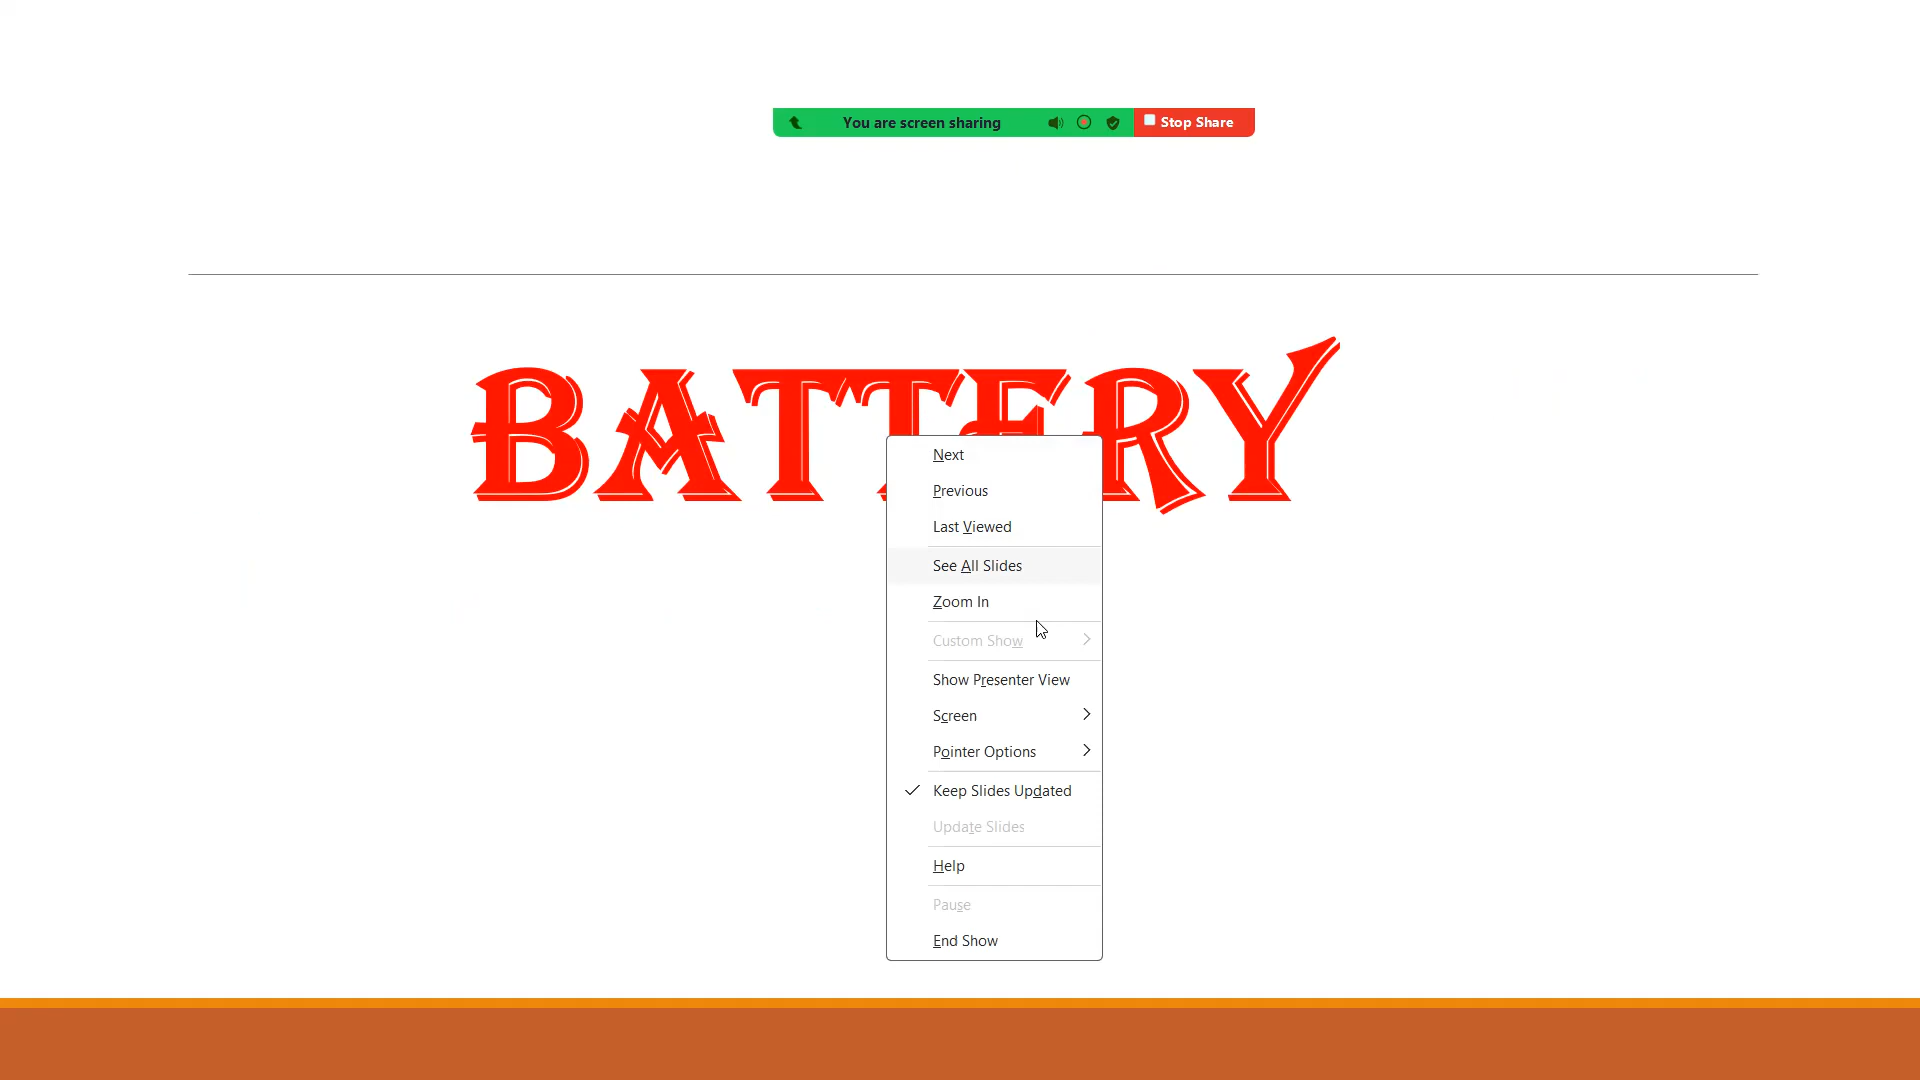 You are screen sharing
Stop Share
BATTERY
Next
Previous
Last Viewed
See All Slides
Zoom In
Custom Show
Show Presenter View
Screen
Pointer Options
Keep Slides Updated
Update Slides
Help
Pause
End Show